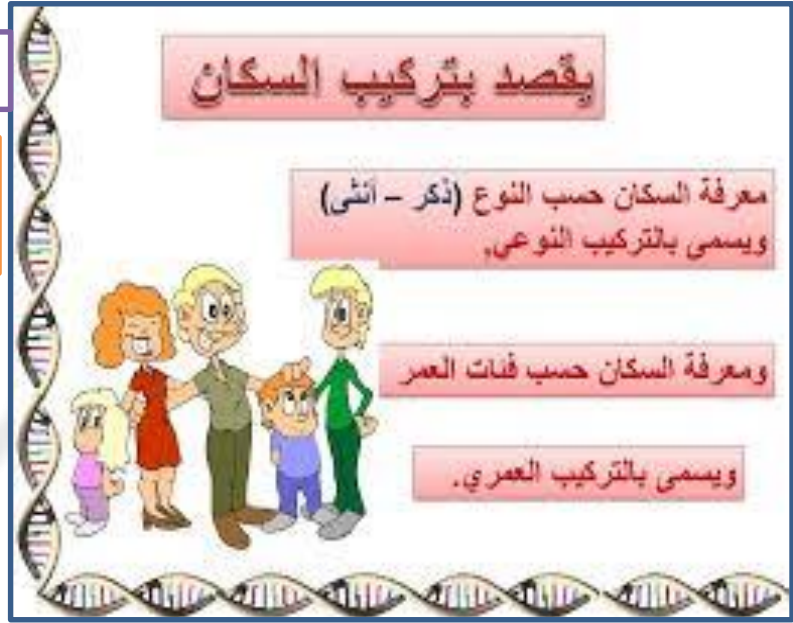 يقصد بتركيب السكان
معرفة السكان حسب النوع (ذكر – أنثى)
ويسمى بالتركيب النوعي,
ومعرفة السكان حسب فئات العمر
ويسمى بالتركيب العمري.